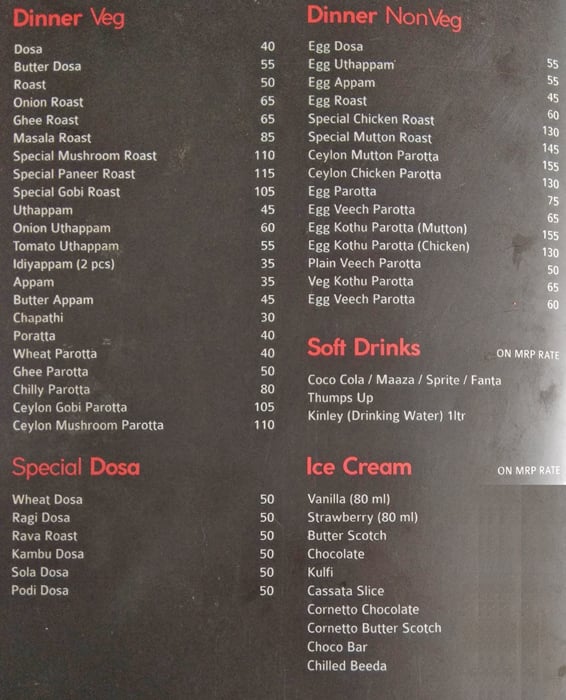 Dinner Veg
Dosa 40
Butter Dosa 55
Roast 50
Onion Roast 65
Ghee Roast 65
Masala Roast 85
Special Mushroom Roast 110
Special Paneer Roast 115
Special Gobi Roast 105
Uthappam 45
Onion Uthappam 60
Tomato Uthappam 55
Idiyappam (2 pcs) 35
Appam 35
Butter Appam 45
Chapathi 30
Poratta 40
Wheat Parotta 40
Ghee Parotta 50
Chilly Parotta 80
Ceylon Gobi Parotta 105
Ceylon Mushroom Parotta 110
Special Dosa
Wheat Dosa 50
Ragi Dosa 50
Rava Roast 50
Kambu Dosa 50
Sola Dosa 50
Podi Dosa 50
Dinner NonVeg
Egg Dosa 55
Egg Uthappam 55
Egg Appam 45
Egg Roast 60
Special Chicken Roast 130
Special Mutton Roast 145
Ceylon Mutton Parotta 155
Ceylon Chicken Parotta 130
Egg Parotta 75
Egg Veech Parotta 65
Egg Kothu Parotta (Mutton) 155
Egg Kothu Parotta (Chicken) 130
Plain Veech Parotta 50
Veg Kothu Parotta 65
Egg Veech Parotta 60
Soft Drinks ON MRP RATE
Coco Cola / Maaza / Sprite / Fanta
Thumps Up
Kinley (Drinking Water) 1ltr
Ice Cream ON MRP RATE
Vanilla (80 ml)
Strawberry (80 ml)
Butter Scotch
Chocolate
Kulfi
Cassata Slice
Cornetto Chocolate
Cornetto Butter Scotch
Choco Bar
Chilled Beeda